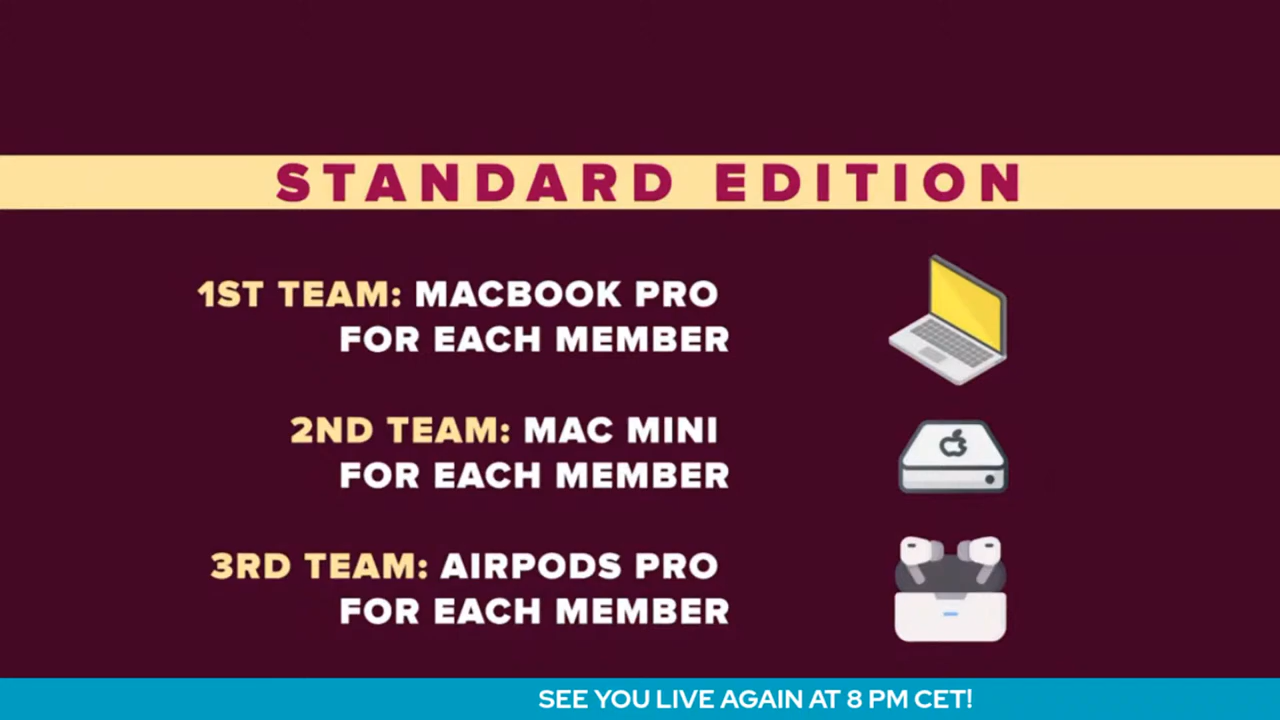 STANDARD EDITION
1ST TEAM: MACBOOK PRO
FOR EACH MEMBER
2ND TEAM: MAC MINI
FOR EACH MEMBER
3RD TEAM: AIRPODS PRO
FOR EACH MEMBER
SEE YOU LIVE AGAIN AT 8 PM CET!